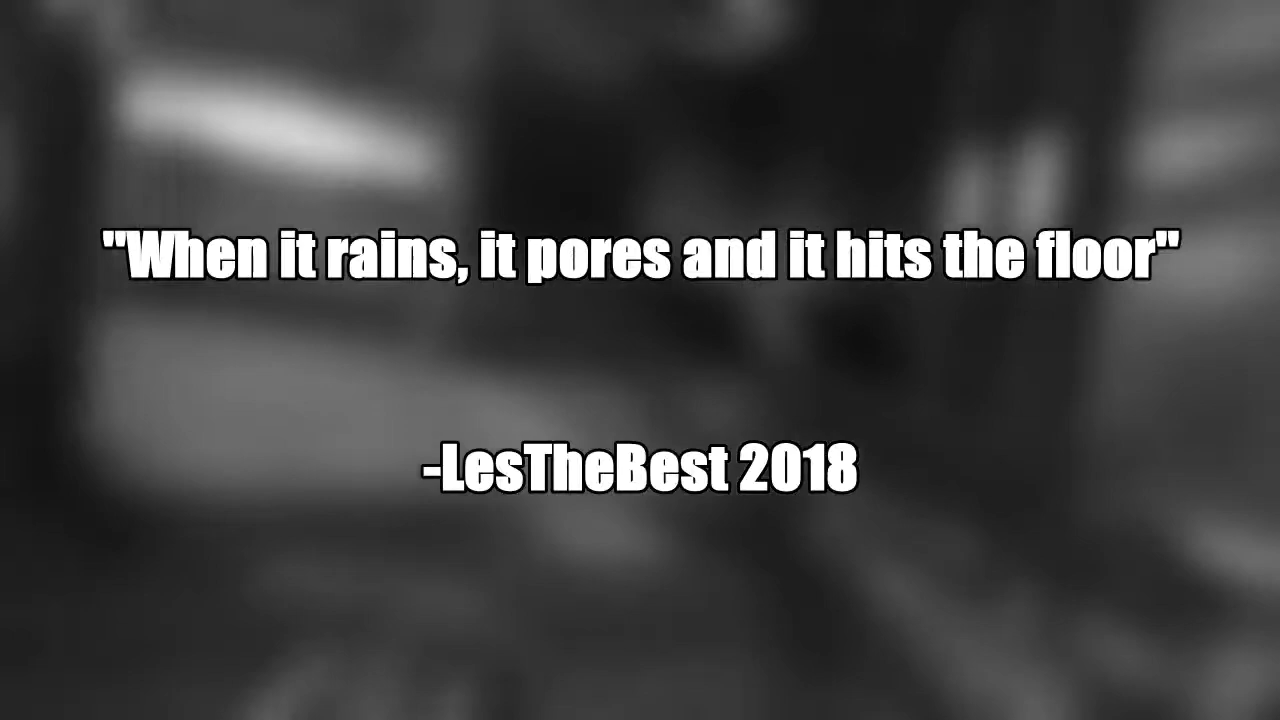 "When it rains, it pores and it hits the floor"
-LesTheBest 2018